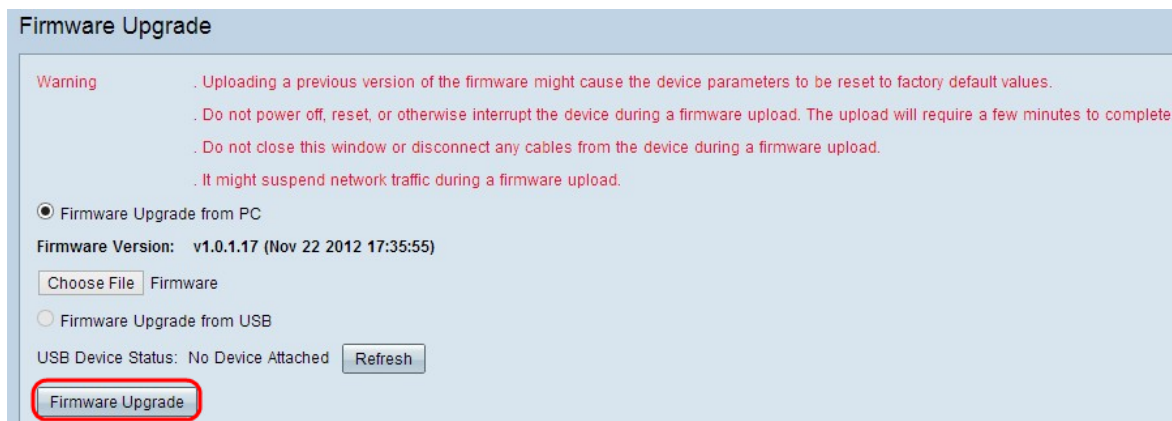 Firmware Upgrade
Warning . Uploading a previous version of the firmware might cause the device parameters to be reset to factory default values.
. Do not power off, reset, or otherwise interrupt the device during a firmware upload. The upload will require a few minutes to complete
. Do not close this window or disconnect any cables from the device during a firmware upload.
. It might suspend network traffic during a firmware upload.
Firmware Upgrade from PC
Firmware Version: v1.0.1.17 (Nov 22 2012 17:35:55)
Choose File Firmware
Firmware Upgrade from USB
USB Device Status: No Device Attached Refresh
Firmware Upgrade